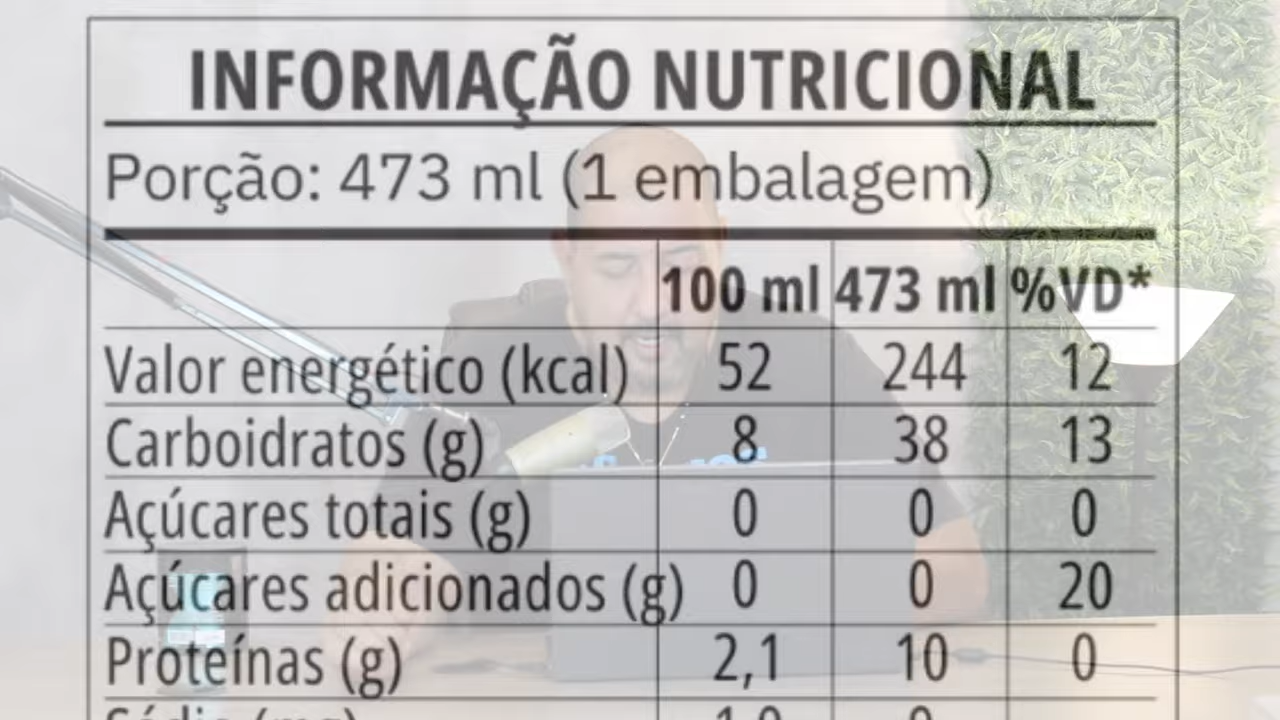 INFORMAÇÃO NUTRICIONAL
Porção: 473 ml (1 embalagem)
100 ml 473 ml %VD*
Valor energético (kcal) 52 244 12
Carboidratos (g) 8 38 13
Açúcares totais (g) 0 0 0
Açúcares adicionados (g) 0 0 20
Proteínas (g) 2,1 10 0